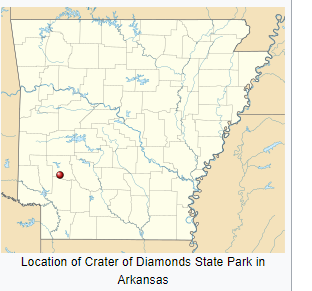 Location of Crater of Diamonds State Park in
Arkansas